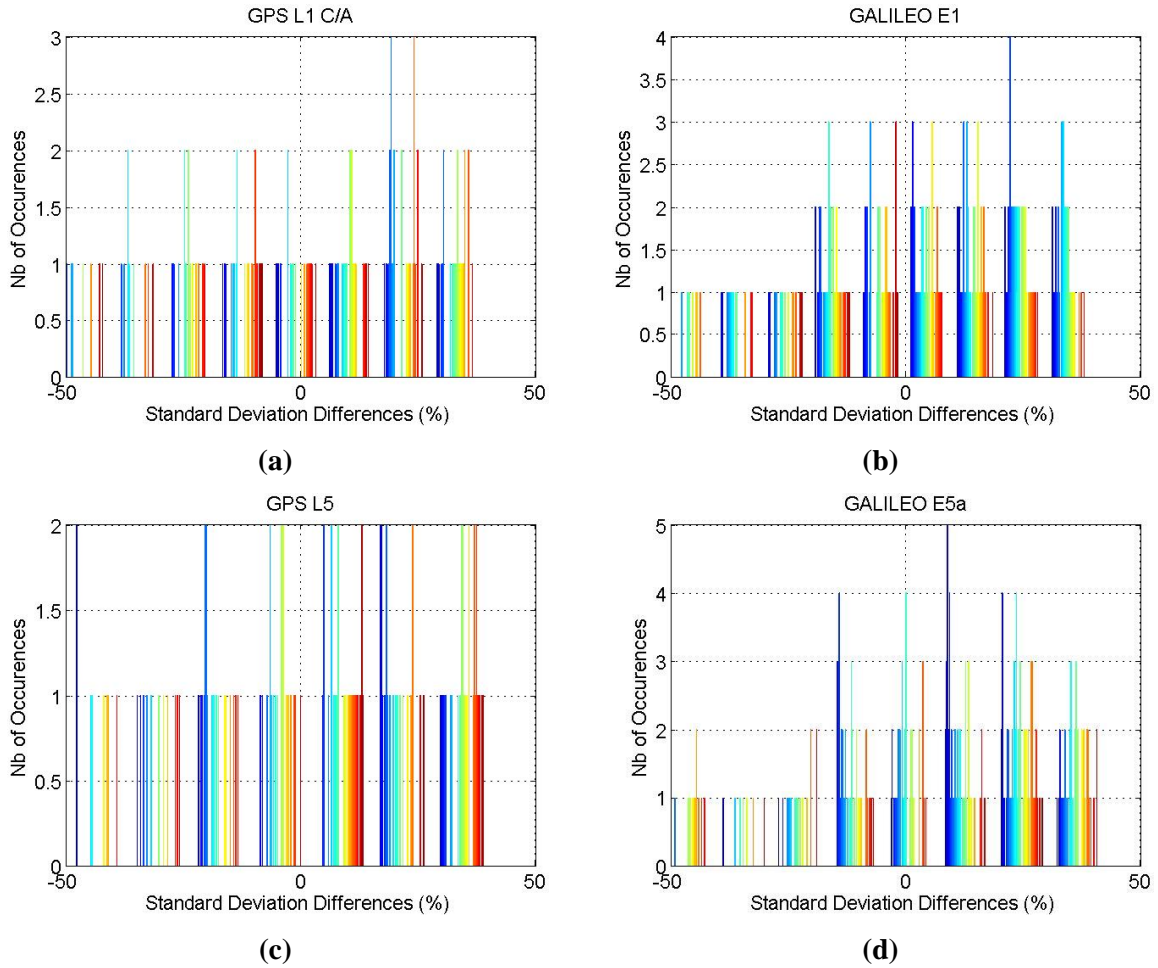 GPS L1 C/A
3
2.5
2
1.5
1
0.5
0
-50 0 50
Nb of Occurences
Standard Deviation Differences (%)
(a)
GALILEO E1
4
3.5
3
2.5
2
1.5
1
0.5
0
-50 0 50
Nb of Occurences
Standard Deviation Differences (%)
(b)
GPS L5
2
1.5
1
0.5
0
-50 0 50
Nb of Occurences
Standard Deviation Differences (%)
(c)
GALILEO E5a
5
4
3
2
1
0
-50 0 50
Nb of Occurences
Standard Deviation Differences (%)
(d)